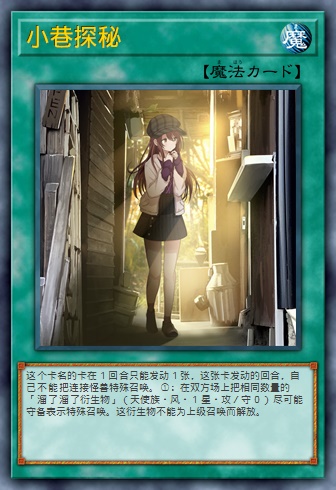 小巷探秘
魔
【魔法カード】
这个卡名的卡在１回合只能发动１张，这张卡发动的回合，自
己不能把连接怪兽特殊召唤。①：在双方场上把相同数量的
「溜了溜了衍生物」（天使族·风·１星·攻／守０）尽可能
守备表示特殊召唤。这衍生物不能为上级召唤而解放。